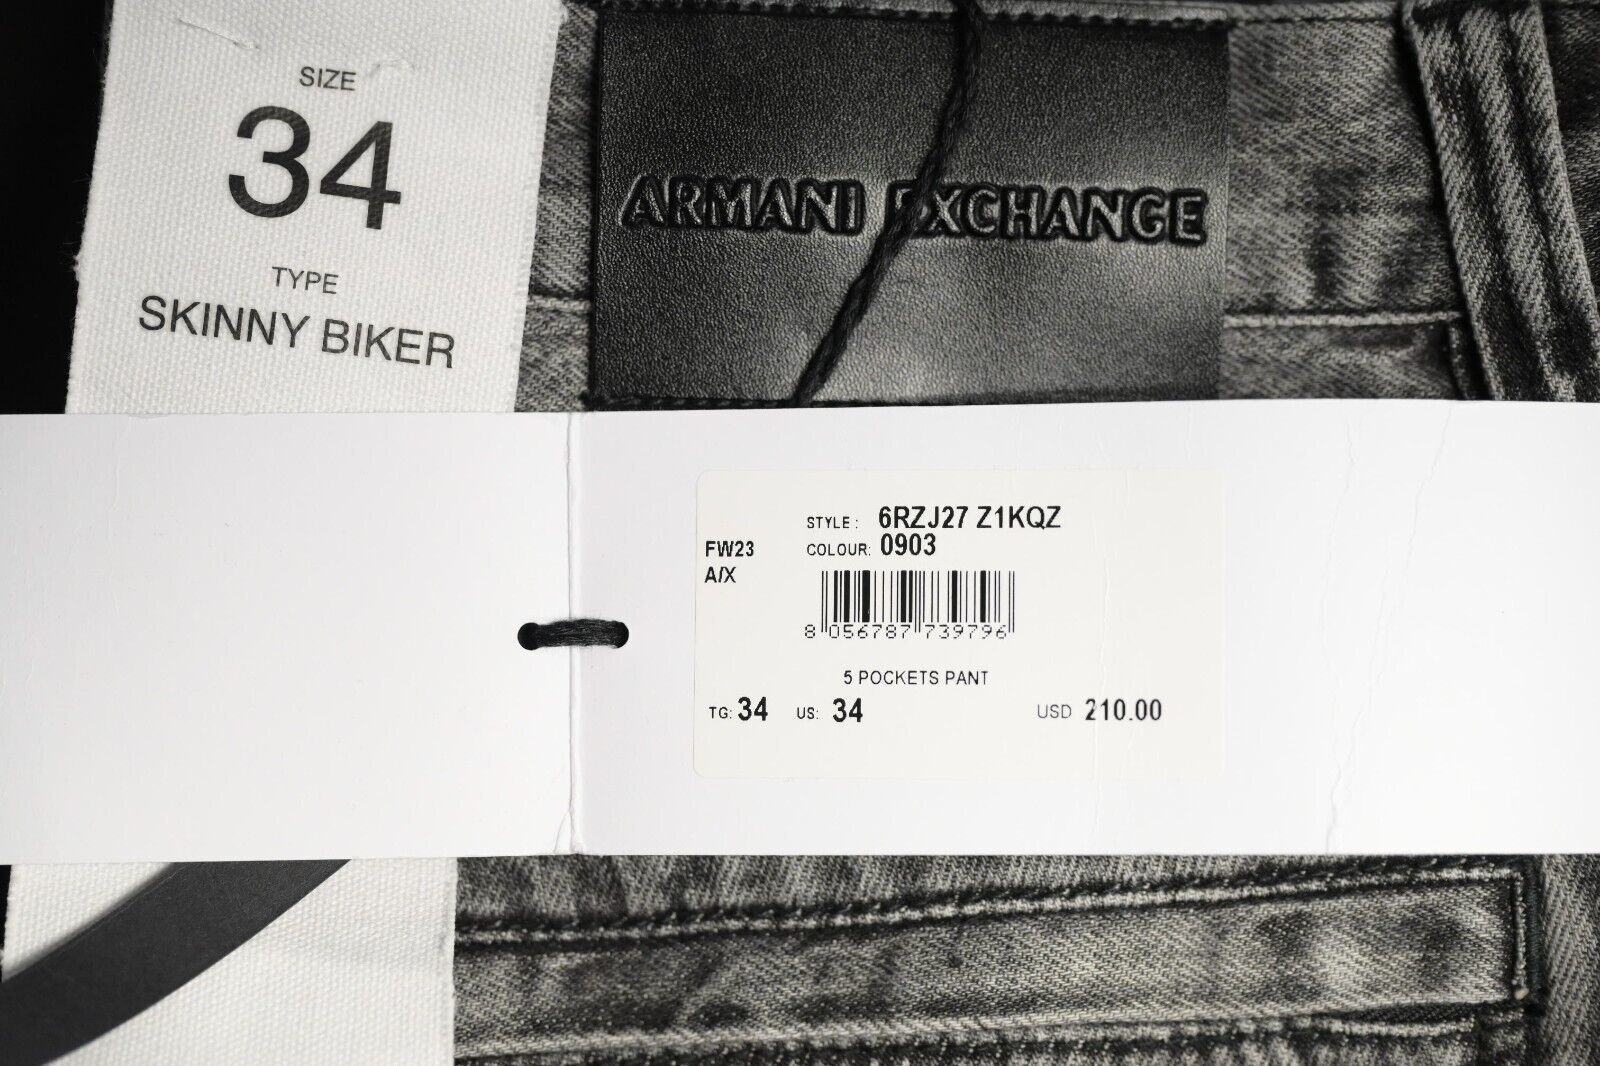 SIZE
34
TYPE
SKINNY BIKER
ARMANI EXCHANGE
STYLE: 6RZJ27 Z1KQZ
FW23 COLOUR: 0903
A/X
8 056787 739796
5 POCKETS PANT
TG: 34 US: 34 USD 210.00